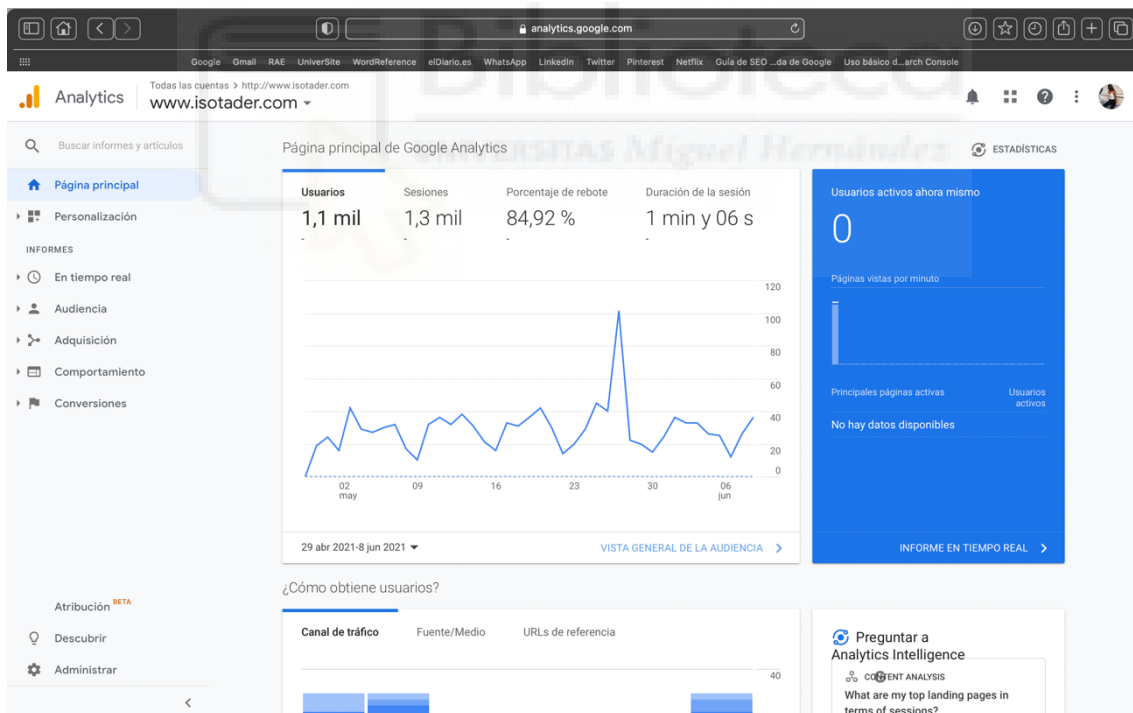 analytics.google.com
Google Gmail RAE UniverSite WordReference elDiario.es WhatsApp LinkedIn Twitter Pinterest Netflix Guía de SEO ...da de Google Uso básico d...arch Console
Biblioteca
UNIVERSITAS Miguel Hernández
Analytics
Todas las cuentas > http://www.isotader.com
www.isotader.com
Buscar informes y artículos
Página principal
Personalización
INFORMES
En tiempo real
Audiencia
Adquisición
Comportamiento
Conversiones
Atribución BETA
Descubrir
Administrar
Página principal de Google Analytics
ESTADÍSTICAS
Usuarios Sesiones Porcentaje de rebote Duración de la sesión
1,1 mil 1,3 mil 84,92 % 1 min y 06 s
- - - -
120
100
80
60
40
20
0
02 09 16 23 30 06
may jun
29 abr 2021-8 jun 2021
VISTA GENERAL DE LA AUDIENCIA >
Usuarios activos ahora mismo
0
Páginas vistas por minuto
Principales páginas activas Usuarios
activos
No hay datos disponibles
INFORME EN TIEMPO REAL >
¿Cómo obtiene usuarios?
Canal de tráfico Fuente/Medio URLs de referencia
40
Preguntar a
Analytics Intelligence
CONTENT ANALYSIS
What are my top landing pages in
terms of sessions?